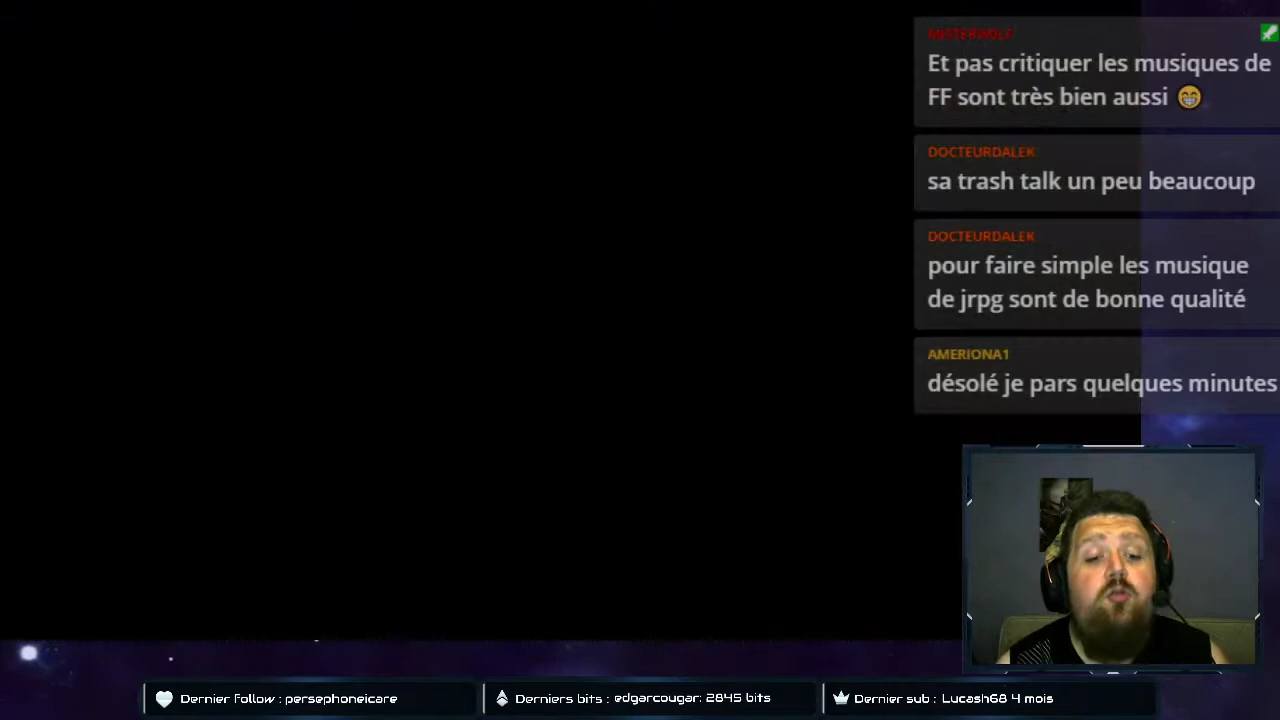 MISTERWOLF
Et pas critiquer les musiques de
FF sont très bien aussi 😁
DOCTEURDALEK
sa trash talk un peu beaucoup
DOCTEURDALEK
pour faire simple les musique
de jrpg sont de bonne qualité
AMERIONA1
désolé je pars quelques minutes
Dernier Follow : persephoneicare
Derniers bits : edgarcougar: 2845 bits
Dernier sub : Lucash68 4 mois